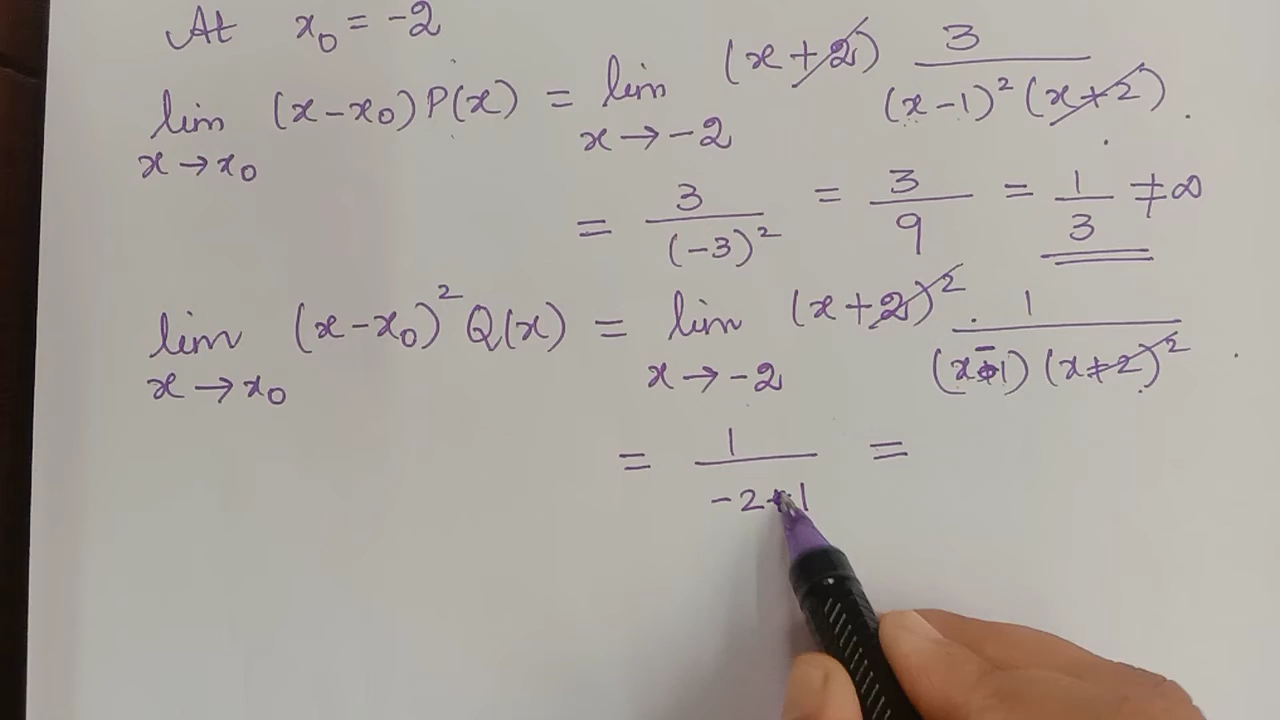 At x₀ = -2
lim x→x₀ (x-x₀) P(x) = lim x→-2 (x+2) 3/((x-1)²(x+2))
= 3/(-3)² = 3/9 = 1/3 ≠ ∞
lim x→x₀ (x-x₀)² Q(x) = lim x→-2 (x+2)² · 1/((x-1)(x+2)²)
= 1/(-2-1) =